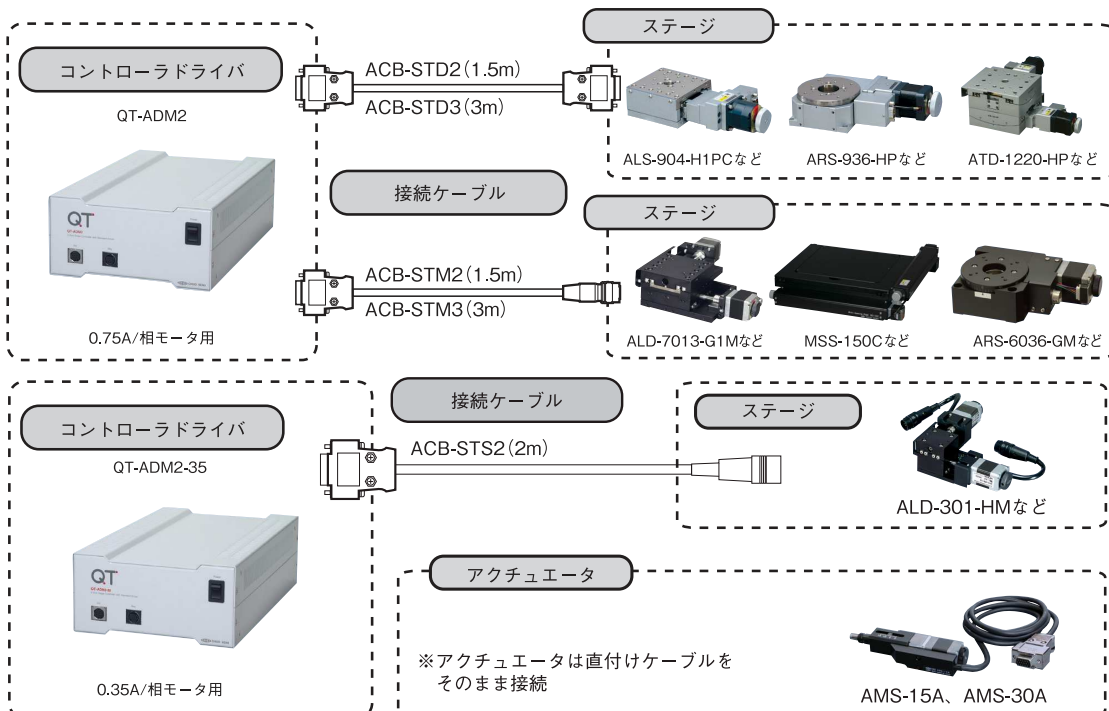 コントローラドライバ
QT-ADM2
QT
0.75A/相モータ用
ACB-STD2(1.5m)
ACB-STD3(3m)
ステージ
ALS-904-H1PCなど
ARS-936-HPなど
ATD-1220-HPなど
接続ケーブル
ACB-STM2(1.5m)
ACB-STM3(3m)
ステージ
ALD-7013-G1Mなど
MSS-150Cなど
ARS-6036-GMなど
コントローラドライバ
QT-ADM2-35
QT
0.35A/相モータ用
接続ケーブル
ACB-STS2(2m)
ステージ
ALD-301-HMなど
アクチュエータ
※アクチュエータは直付けケーブルを
そのまま接続
AMS-15A、AMS-30A